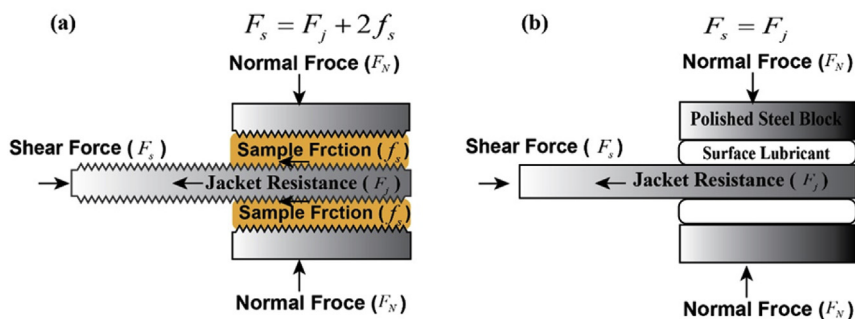 (a)
F_s = F_j + 2f_s
Normal Froce (F_N)
Shear Force (F_s)
Sample Frction (f_s)
Jacket Resistance (F_j)
Sample Frction (f_s)
Normal Froce (F_N)
(b)
F_s = F_j
Normal Froce (F_N)
Polished Steel Block
Shear Force (F_s)
Surface Lubricant
Jacket Resistance (F_j)
Normal Froce (F_N)